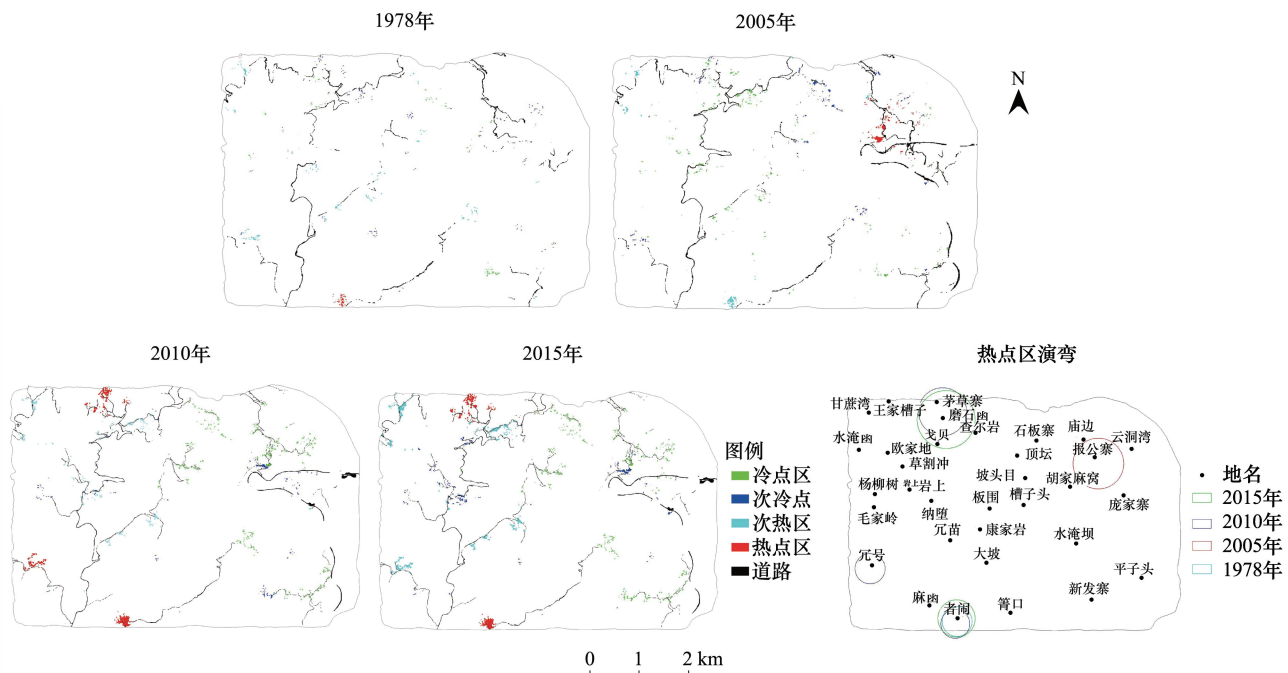 1978年
2005年
N
2010年
2015年
热点区演弯
图例
冷点区
次冷点
次热区
热点区
道路
甘蔗湾
王家槽子
茅草寨
磨石凼
查尔岩
水淹凼
欧家地
戈贝
石板寨
庙边
云洞湾
草割冲
顶坛
报公寨
杨柳树
岩上
岩上
坡头目
胡家麻窝
毛家岭
纳堕
板围
槽子头
庞家寨
冗苗
康家岩
水淹坝
冗号
大坡
平子头
麻凼
者闹
箐口
新发寨
地名
2015年
2010年
2005年
1978年
0 1 2 km